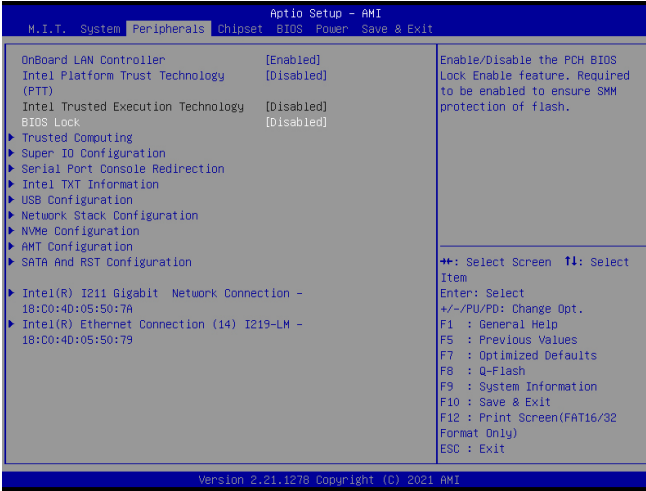 Aptio Setup – AMI
M.I.T. System Peripherals Chipset BIOS Power Save & Exit
OnBoard LAN Controller [Enabled]
Intel Platform Trust Technology [Disabled]
(PTT)
Intel Trusted Execution Technology [Disabled]
BIOS Lock [Disabled]
Trusted Computing
Super IO Configuration
Serial Port Console Redirection
Intel TXT Information
USB Configuration
Network Stack Configuration
NVMe Configuration
AMT Configuration
SATA And RST Configuration
Intel(R) I211 Gigabit Network Connection –
18:C0:4D:05:50:7A
Intel(R) Ethernet Connection (14) I219-LM –
18:C0:4D:05:50:79
Enable/Disable the PCH BIOS
Lock Enable feature. Required
to be enabled to ensure SMM
protection of flash.
→←: Select Screen ↑↓: Select
Item
Enter: Select
+/-/PU/PD: Change Opt.
F1 : General Help
F5 : Previous Values
F7 : Optimized Defaults
F8 : Q-Flash
F9 : System Information
F10 : Save & Exit
F12 : Print Screen(FAT16/32
Format Only)
ESC : Exit
Version 2.21.1278 Copyright (C) 2021 AMI